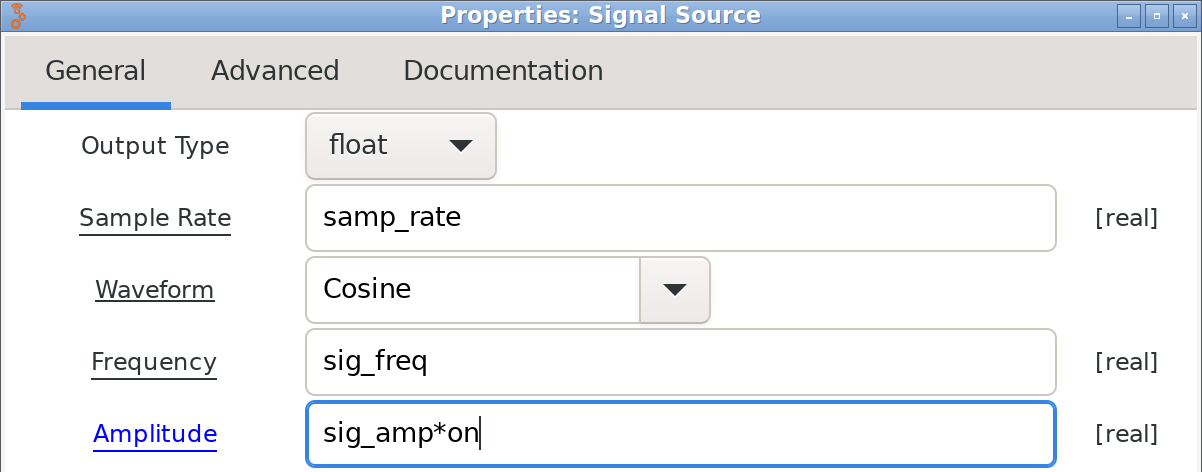 Properties: Signal Source
General Advanced Documentation
Output Type float
Sample Rate samp_rate [real]
Waveform Cosine
Frequency sig_freq [real]
Amplitude sig_amp*on [real]